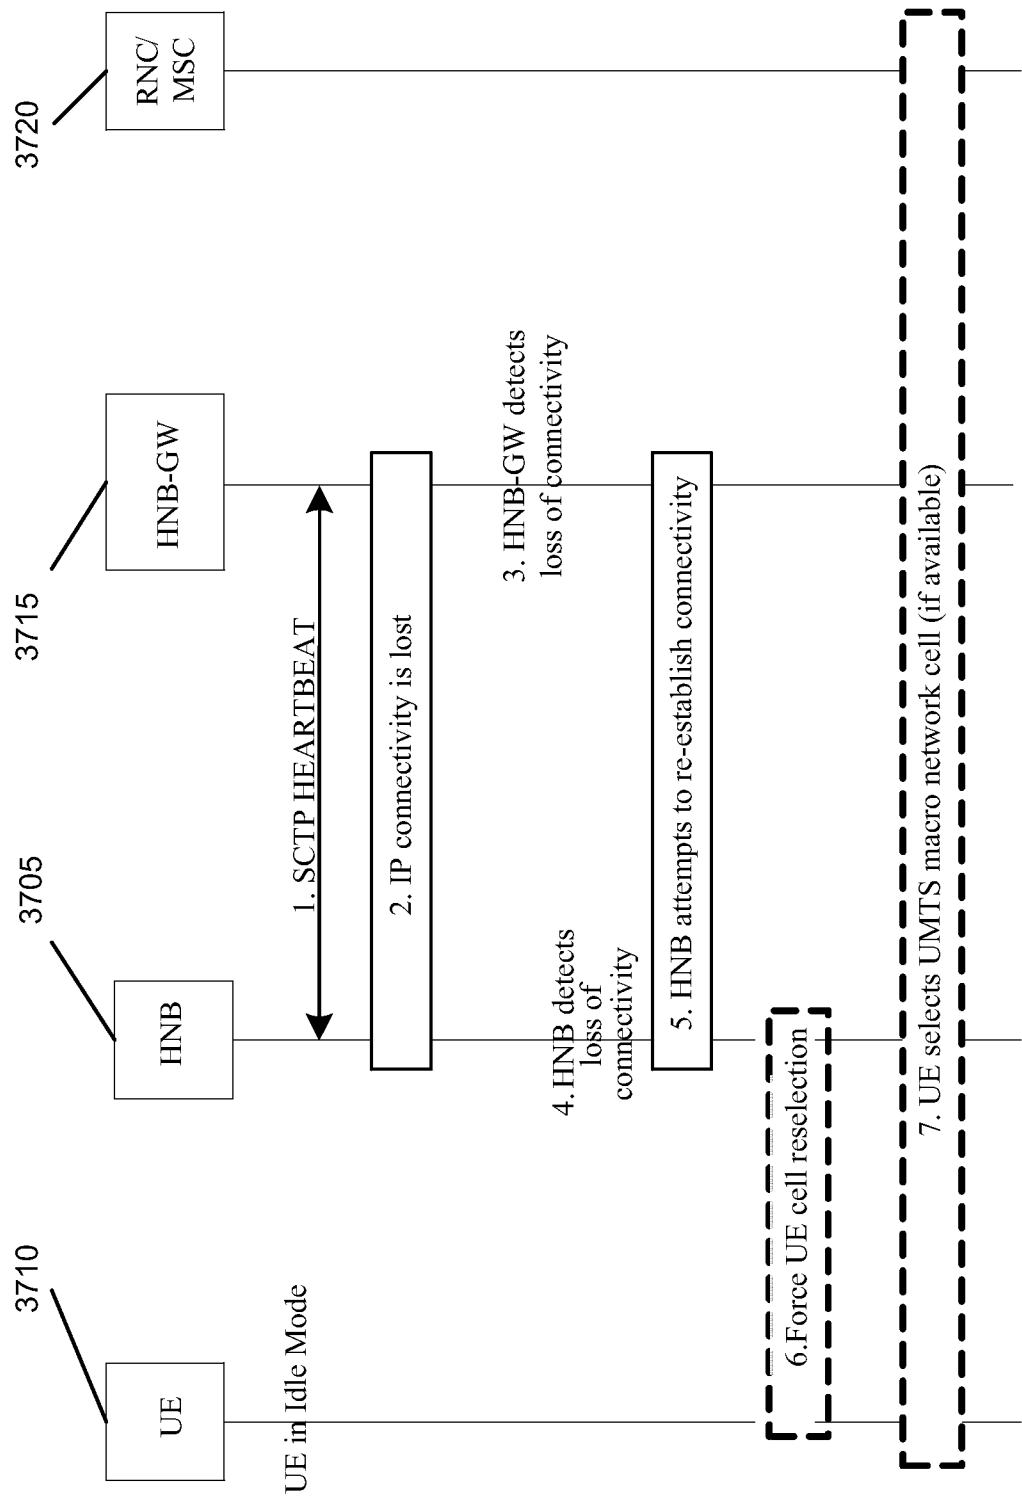 3710
3705
3715
3720
UE
HNB
HNB-GW
RNC/
MSC
UE in Idle Mode
1. SCTP HEARTBEAT
2. IP connectivity is lost
3. HNB-GW detects
loss of connectivity
4. HNB detects
loss of
connectivity
5. HNB attempts to re-establish connectivity
6.Force UE cell reselection
7. UE selects UMTS macro network cell (if available)